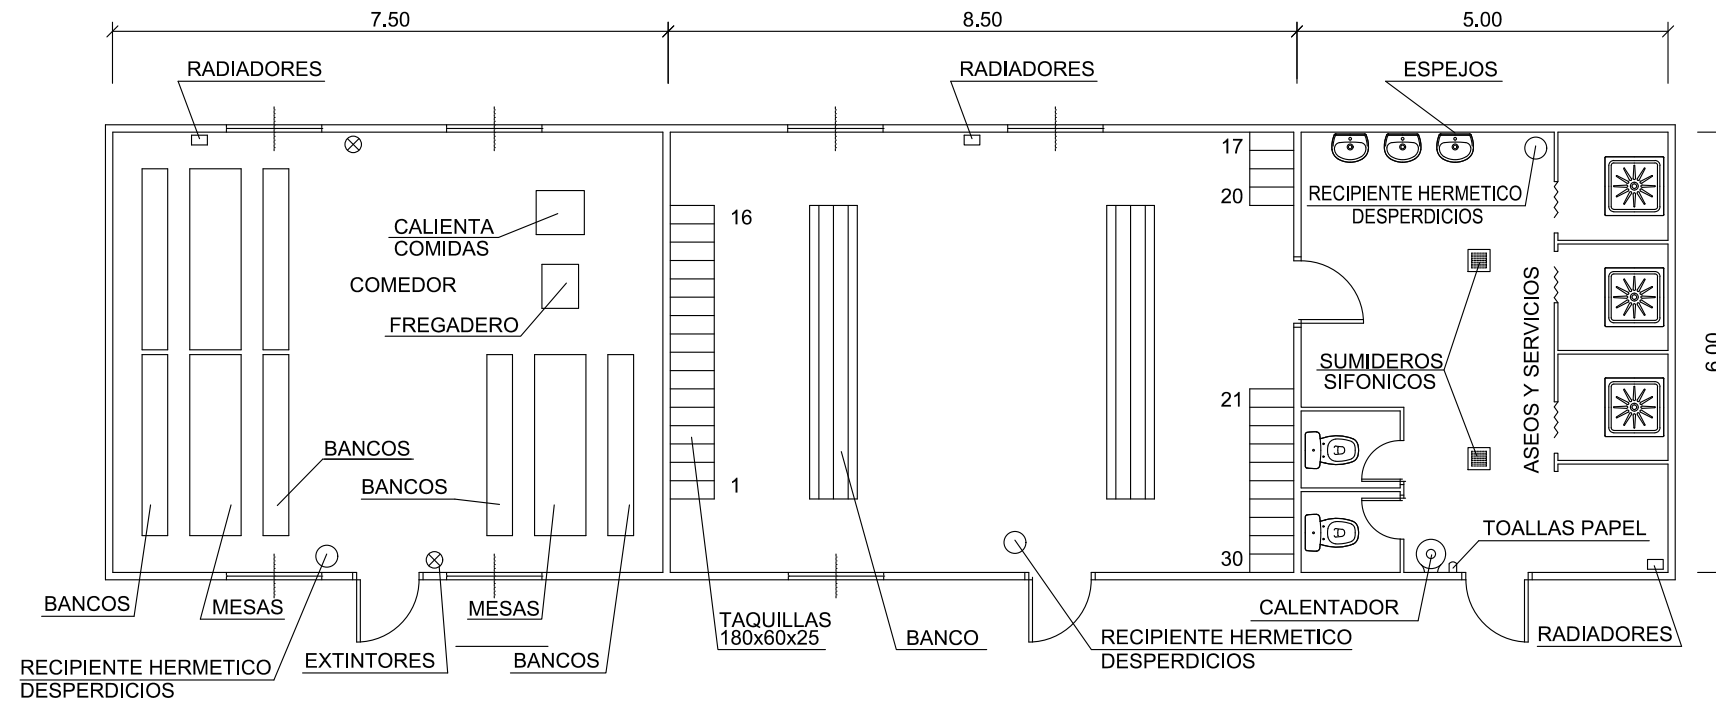 7.50
8.50
5.00
RADIADORES
RADIADORES
ESPEJOS
17
20
RECIPIENTE HERMETICO
DESPERDICIOS
16
CALIENTA
COMIDAS
COMEDOR
FREGADERO
6.00
SUMIDEROS
SIFONICOS
ASEOS Y SERVICIOS
21
BANCOS
BANCOS
1
30
TOALLAS PAPEL
BANCOS
MESAS
MESAS
TAQUILLAS
180x60x25
BANCO
CALENTADOR
RADIADORES
RECIPIENTE HERMETICO
DESPERDICIOS
EXTINTORES
BANCOS
RECIPIENTE HERMETICO
DESPERDICIOS